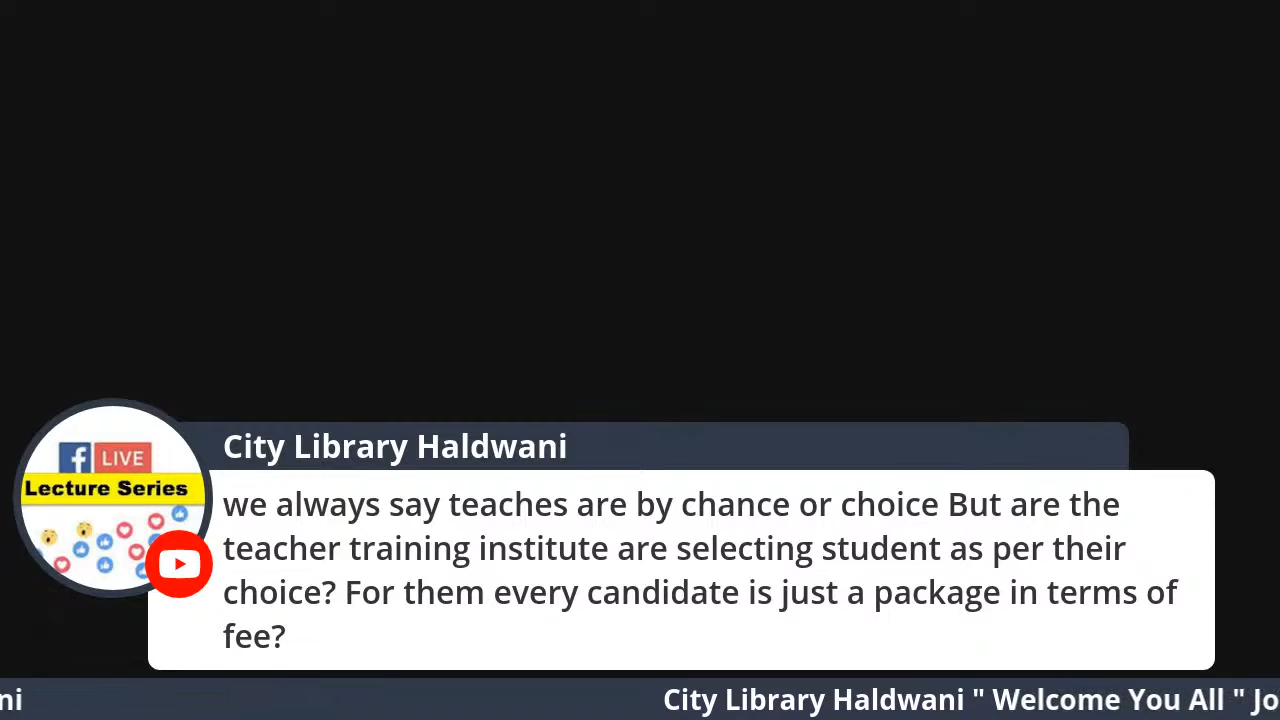 City Library Haldwani
f LIVE
Lecture Series
we always say teaches are by chance or choice But are the
teacher training institute are selecting student as per their
choice? For them every candidate is just a package in terms of
fee?
ni City Library Haldwani " Welcome You All " Jo